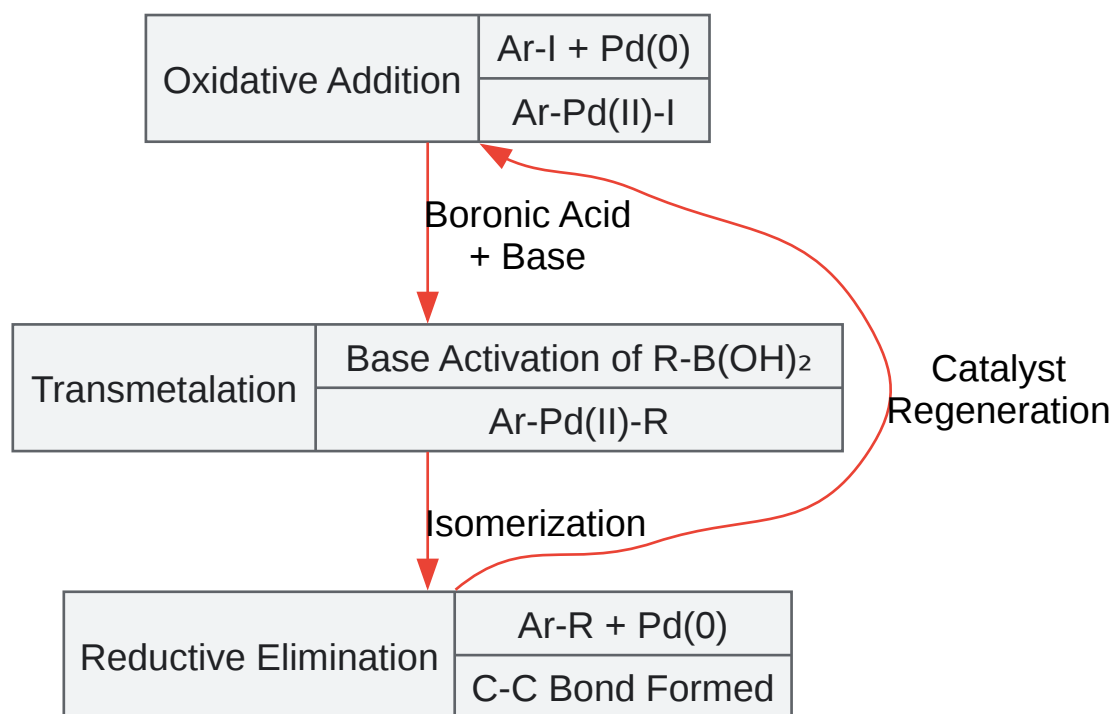 Oxidative Addition
Ar-I + Pd(0)
Ar-Pd(II)-I
Boronic Acid
+ Base
Transmetalation
Base Activation of R-B(OH)₂
Ar-Pd(II)-R
Catalyst
Regeneration
Isomerization
Reductive Elimination
Ar-R + Pd(0)
C-C Bond Formed